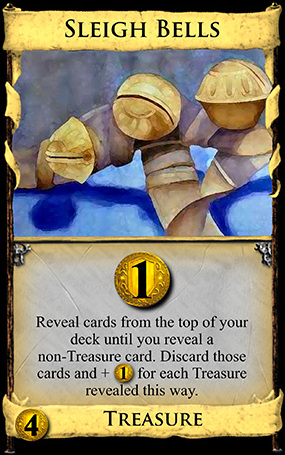 SLEIGH BELLS
1
Reveal cards from the top of your
deck until you reveal a
non-Treasure card. Discard those
cards and + 1 for each Treasure
revealed this way.
4 TREASURE